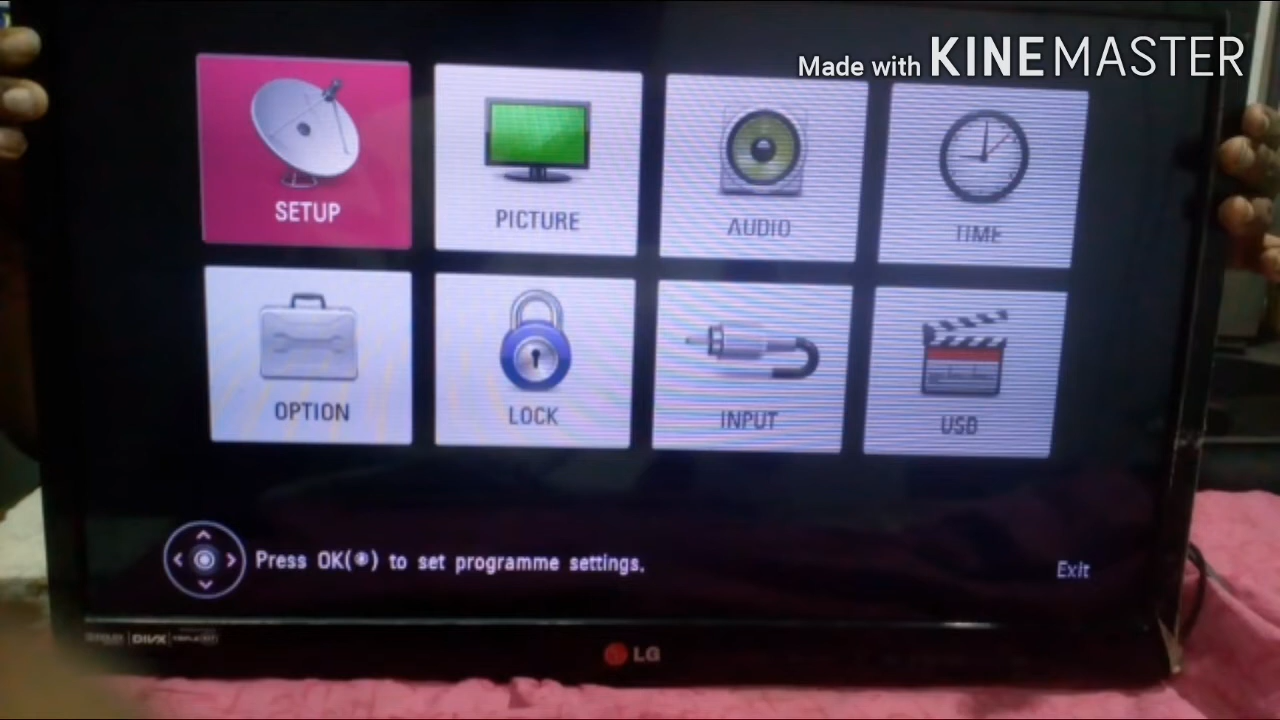 Made with KINEMASTER
SETUP
PICTURE
AUDIO
TIME
OPTION
LOCK
INPUT
USB
Press OK(◉) to set programme settings.
Exit
DIVX
LG